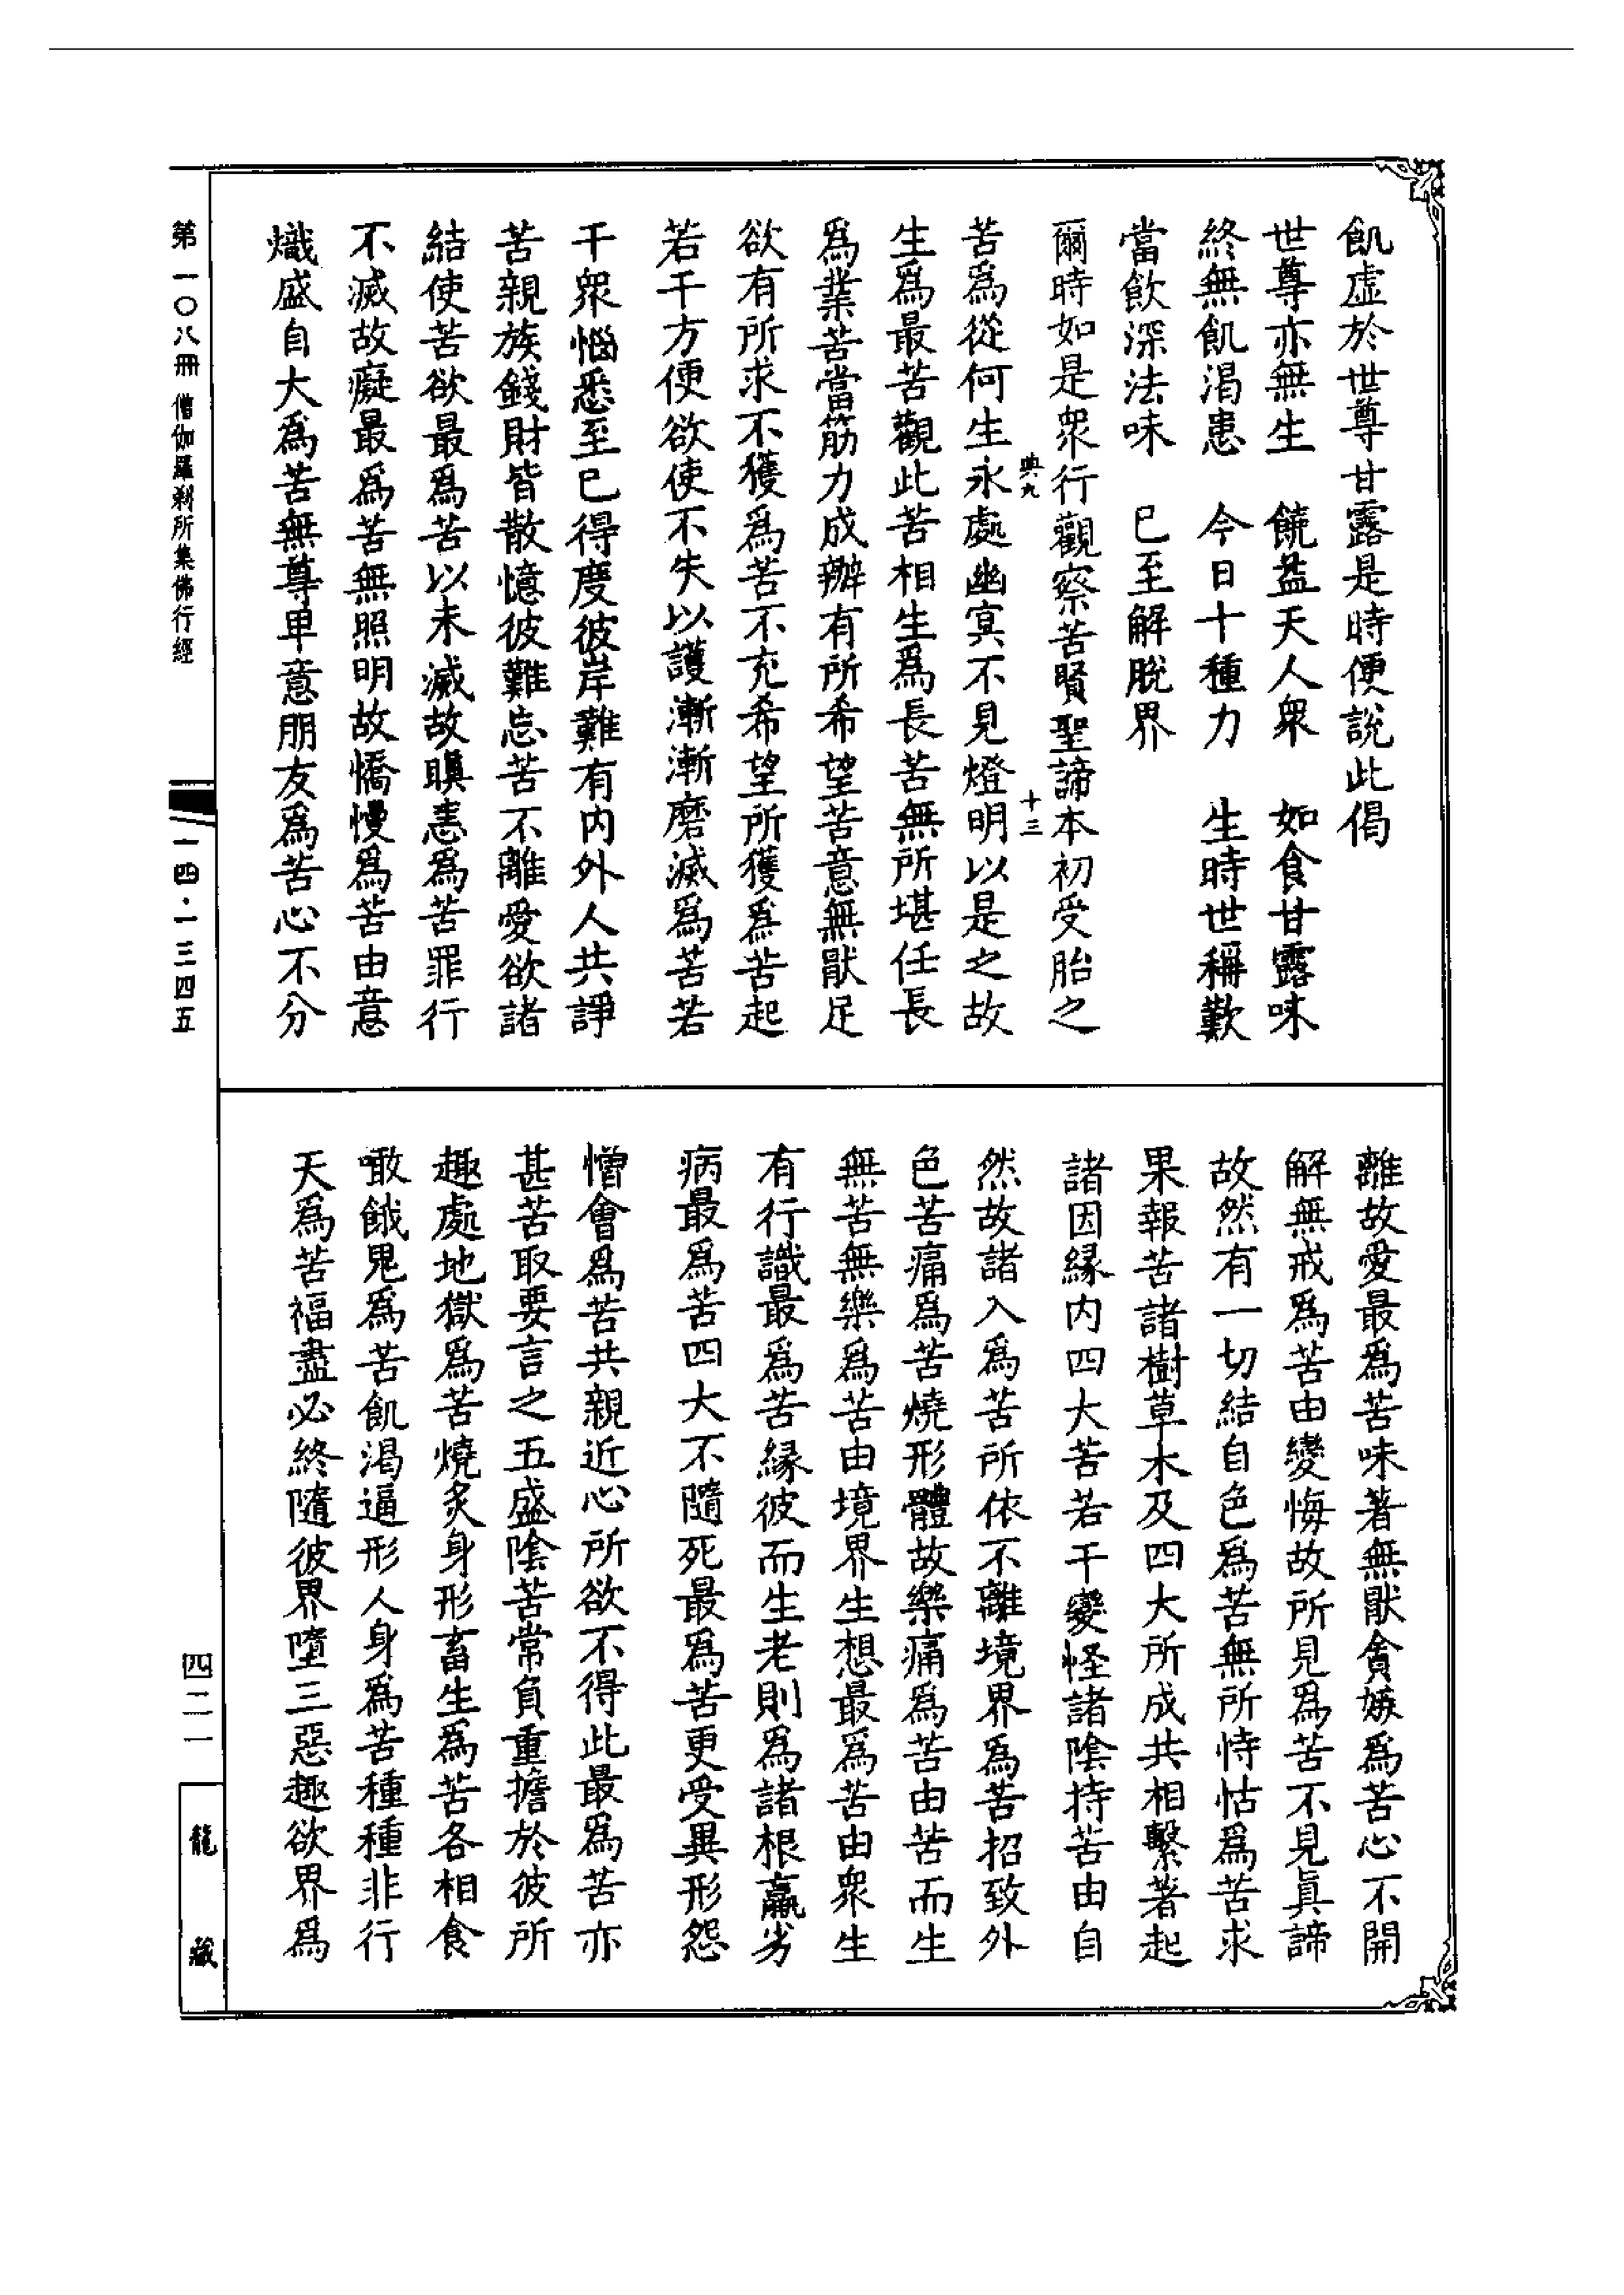 飢虛於世尊甘露是時便說此偈
世尊亦無生　饒益天人衆　如食甘露味
終無飢渴患　今日十種力　生時世稱歎
當飲深法味　已至解脫界
爾時如是衆行觀察苦賢聖諦本初受胎之
典九　十三
苦爲從何生永處幽冥不見燈明以是之故
生爲最苦觀此苦相生爲長苦無所堪任長
爲業苦當筋力成辦有所希望苦意無猒足
欲有所求不獲爲苦不充希望所獲爲苦起
若干方便欲使不失以護漸漸磨滅爲苦若
干衆惱悉至已得度彼岸難有内外人共諍
苦親族錢財皆散憶彼難忘苦不離愛欲諸
結使苦欲最爲苦以未滅故瞋恚爲苦罪行
不滅故癡最爲苦無照明故憍慢爲苦由意
熾盛自大爲苦無尊卑意朋友爲苦心不分
離故愛最爲苦味著無猒貪嫉爲苦心不開
解無戒爲苦由變悔故所見爲苦不見眞諦
故然有一切結自色爲苦無所恃怙爲苦求
果報苦諸樹草木及四大所成共相繫著起
諸因縁内四大苦若干變怪諸陰持苦由自
然故諸入爲苦所依不離境界爲苦招致外
色苦痛爲苦燒形體故樂痛爲苦由苦而生
無苦無樂爲苦由境界生想最爲苦由衆生
有行識最爲苦縁彼而生老則爲諸根羸劣
病最爲苦四大不隨死最爲苦更受異形怨
憎會爲苦共親近心所欲不得此最爲苦亦
甚苦取要言之五盛陰苦常負重擔於彼所
趣處地獄爲苦燒炙身形畜生爲苦各相食
噉餓鬼爲苦飢渴逼形人身爲苦種種非行
天爲苦福盡必終隨彼界墮三惡趣欲界爲
第一〇八冊　僧伽羅刹所集佛行經
一四·一三四五
四二一
龍藏